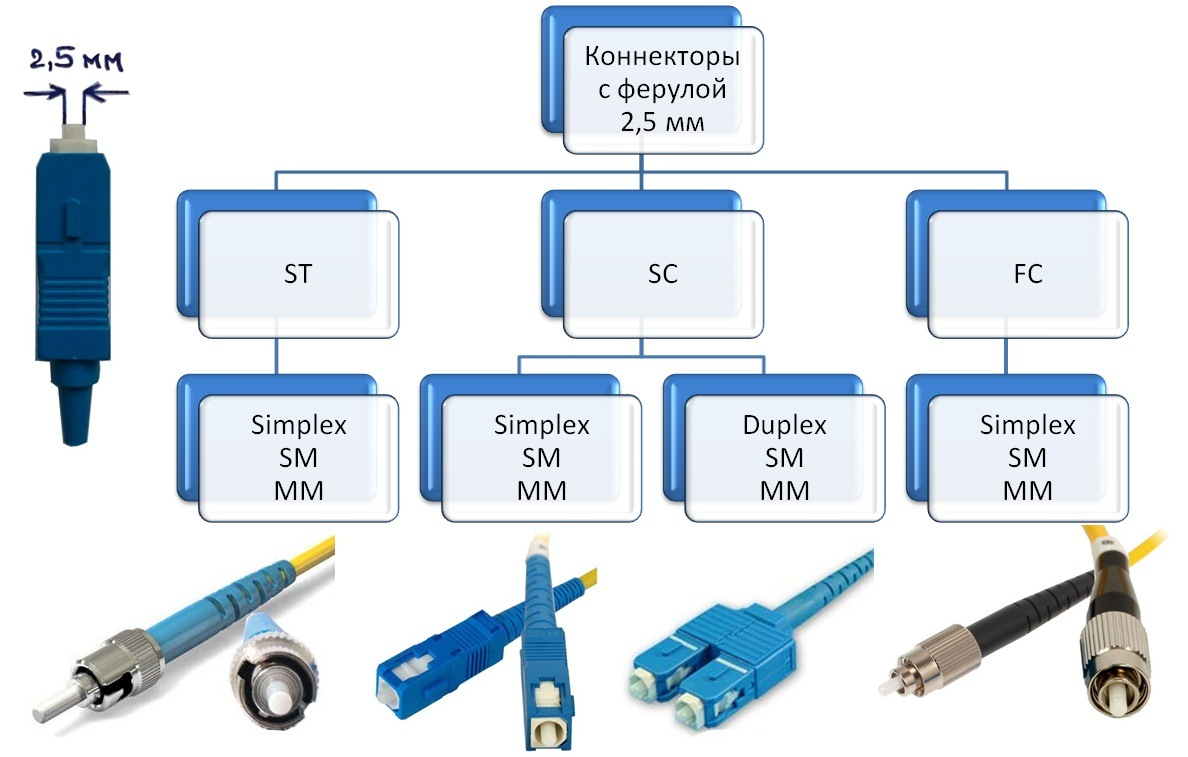 2,5 мм
Коннекторы
с ферулой
2,5 мм
ST
SC
FC
Simplex
SM
MM
Simplex
SM
MM
Duplex
SM
MM
Simplex
SM
MM